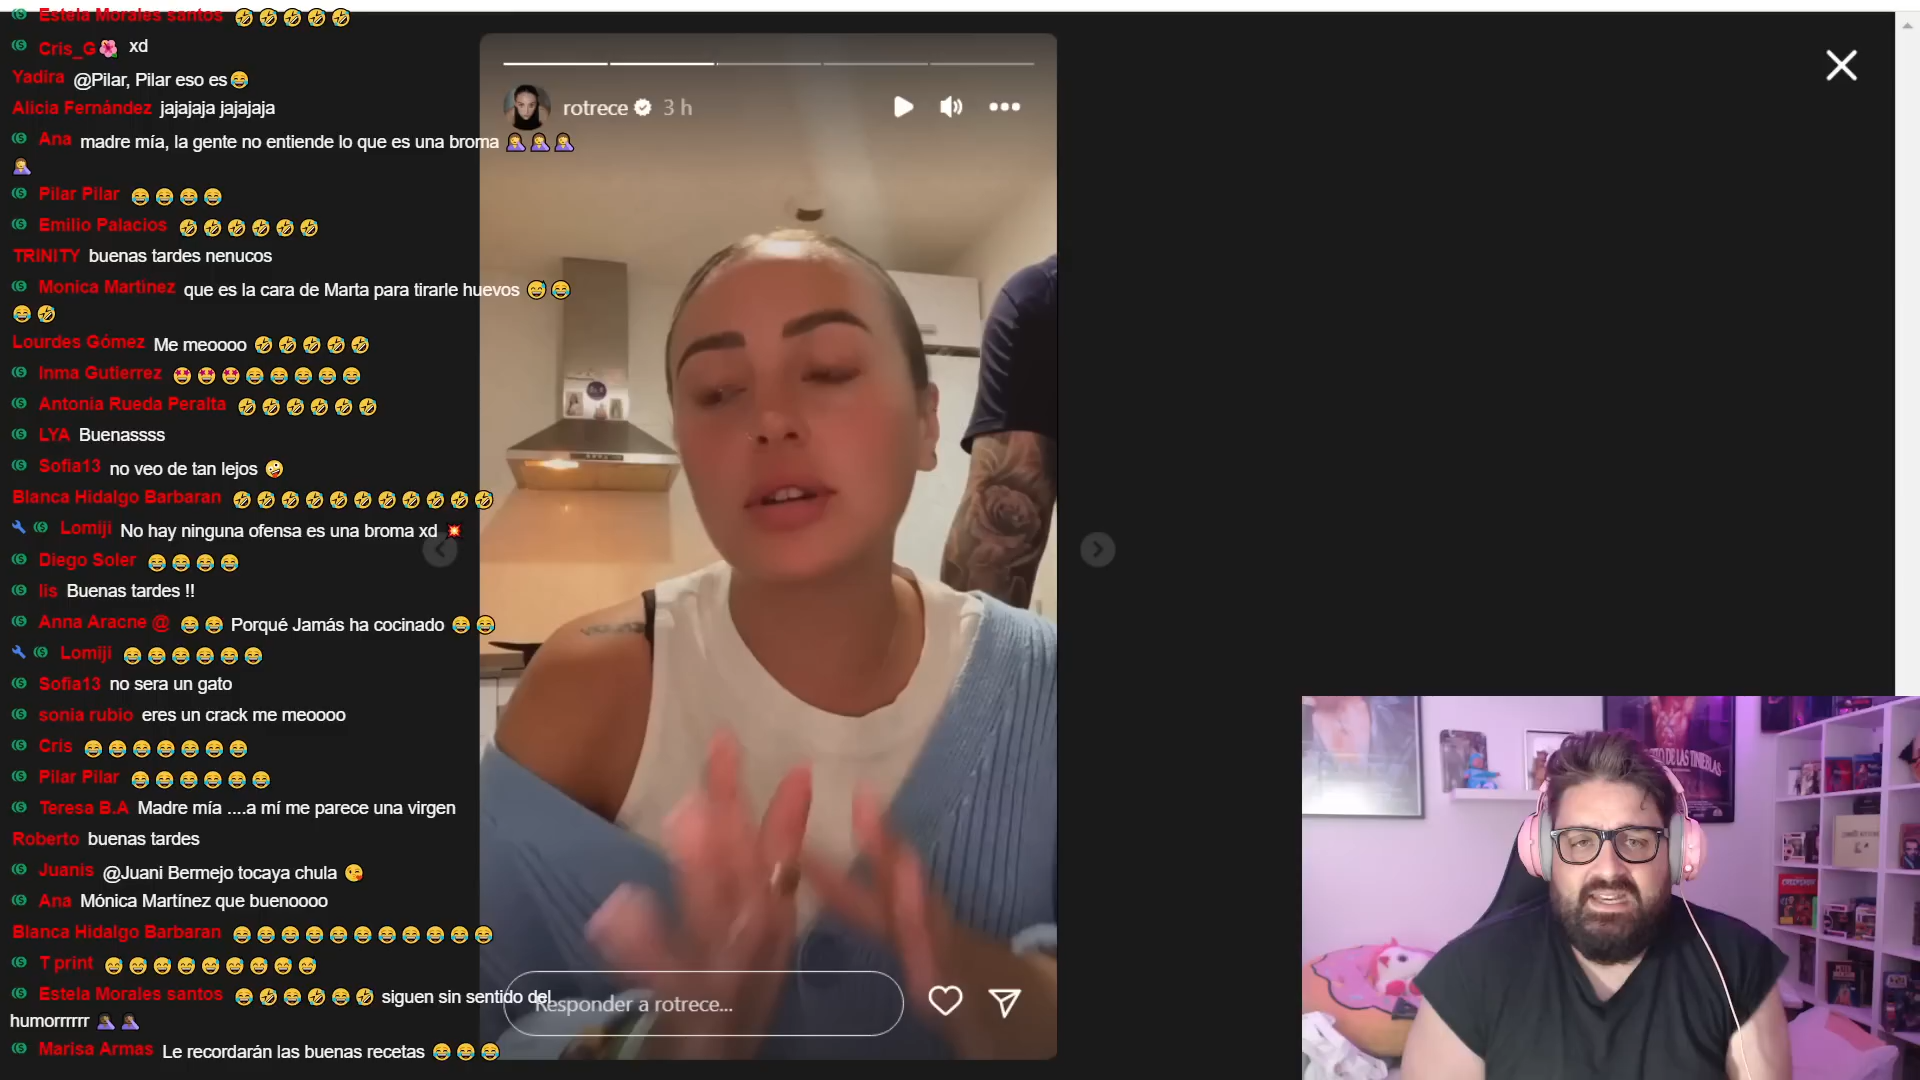 Estela Morales santos 🤣🤣🤣🤣🤣
Cris_G🌺 xd
Yadira @Pilar, Pilar eso es😂
Alicia Fernández jajajaja jajajaja
Ana madre mía, la gente no entiende lo que es una broma 🤦‍♀️🤦‍♀️🤦‍♀️
🤦‍♀️
Pilar Pilar 😂😂😂😂
Emilio Palacios 🤣🤣🤣🤣🤣🤣
TRINITY buenas tardes nenucos
Monica Martínez que es la cara de Marta para tirarle huevos 😅😂
😂🤣
Lourdes Gómez Me meoooo 🤣🤣🤣🤣🤣
Inma Gutierrez 🤩🤩🤩😂😂😂😂😂
Antonia Rueda Peralta 🤣🤣🤣🤣🤣🤣
LYA Buenassss
Sofia13 no veo de tan lejos 🤪
Blanca Hidalgo Barbaran 🤣🤣🤣🤣🤣🤣🤣🤣🤣🤣🤣
Lomiji No hay ninguna ofensa es una broma xd 💥
Diego Soler 😂😂😂😂
lis Buenas tardes !!
Anna Aracne @ 😂😂 Porqué Jamás ha cocinado 😂😂
Lomiji 😂😂😂😂😂😂
Sofia13 no sera un gato
sonia rubio eres un crack me meoooo
Cris 😂😂😂😂😂😂😂
Pilar Pilar 😂😂😂😂😂😂
Teresa B.A Madre mía ....a mí me parece una virgen
Roberto buenas tardes
Juanis @Juani Bermejo tocaya chula 😘
Ana Mónica Martínez que buenoooo
Blanca Hidalgo Barbaran 😂😂😂😂😂😂😂😂😂😂😂
T print 😅😅😅😅😅😅😅😅😅
Estela Morales santos 😂🤣😂🤣😂🤣 siguen sin sentido del
humorrrrrr 🤦🤦
Marisa Armas Le recordarán las buenas recetas 😂😂😂
rotrece 3 h
Responder a rotrece...
TO DE LAS TINIEBLAS
CREEPSHOW